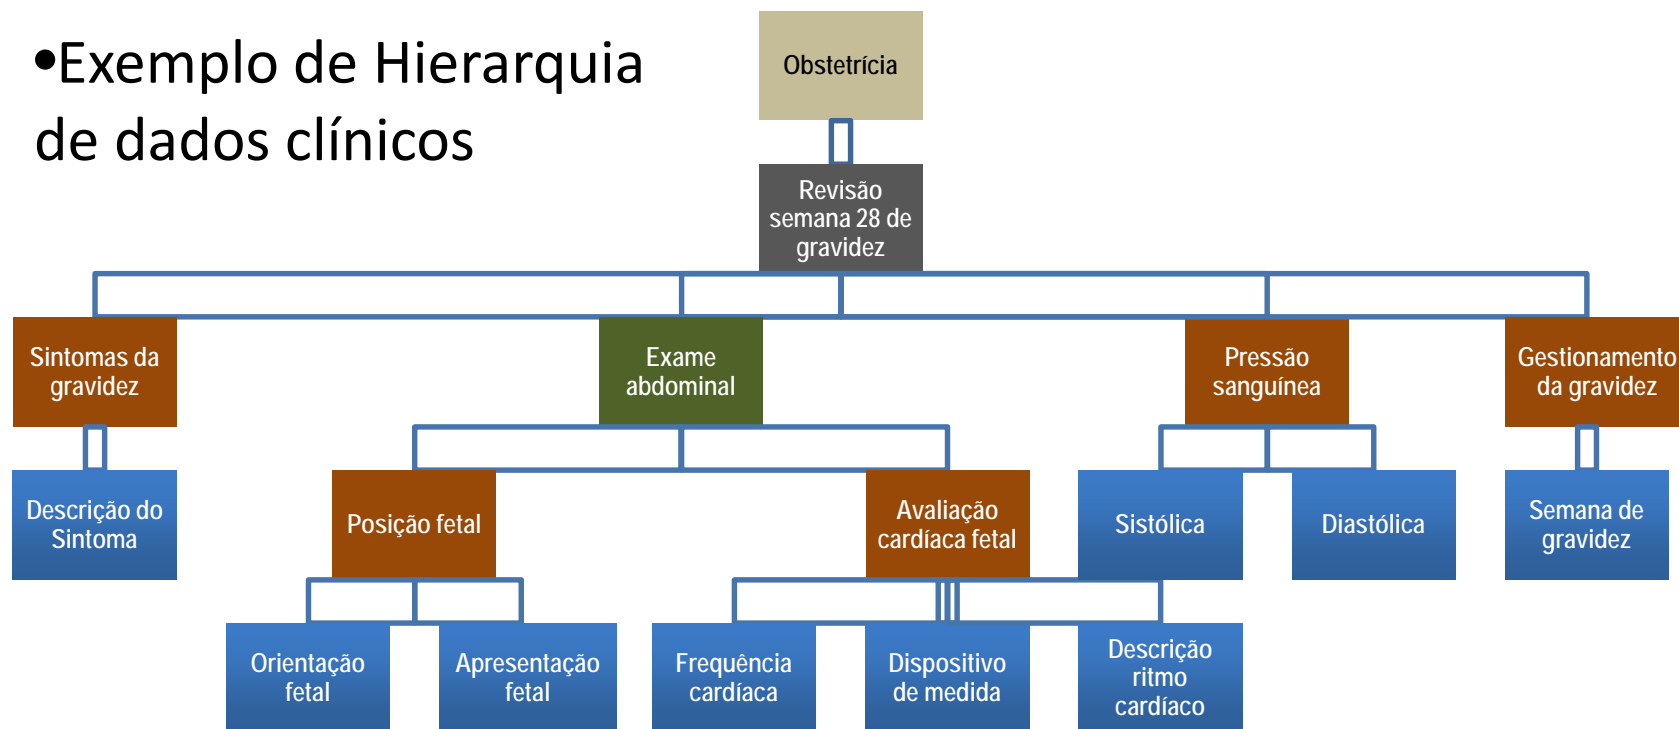 •Exemplo de Hierarquia
de dados clínicos
Obstetrícia
Revisão
semana 28 de
gravidez
Sintomas da
gravidez
Exame
abdominal
Pressão
sanguínea
Gestionamento
da gravidez
Descrição do
Sintoma
Posição fetal
Avaliação
cardíaca fetal
Sistólica
Diastólica
Semana de
gravidez
Orientação
fetal
Apresentação
fetal
Frequência
cardíaca
Dispositivo
de medida
Descrição
ritmo
cardíaco